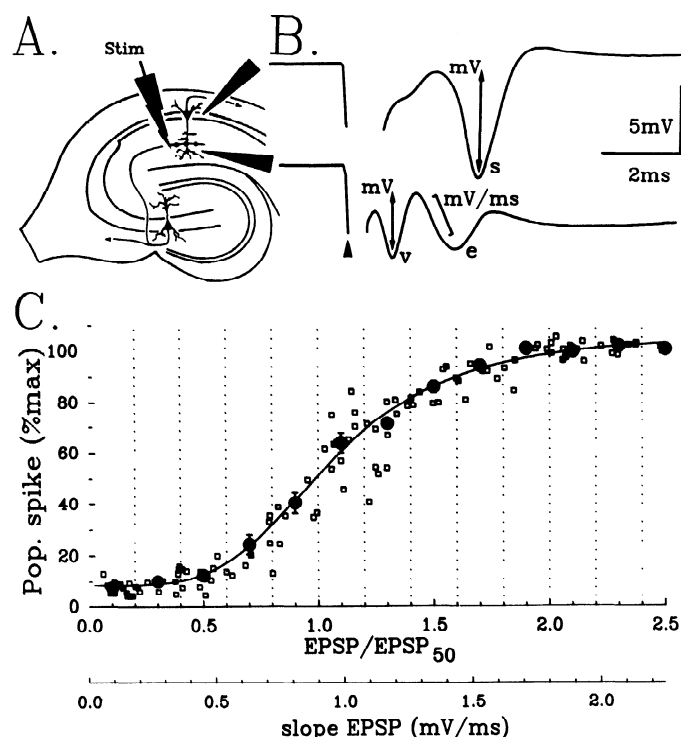 A.
B.
Stim
mV
s
5mV
2ms
mV
mV/ms
v
e
C.
Pop. spike (%max)
100
80
60
40
20
0
0.0 0.5 1.0 1.5 2.0 2.5
EPSP/EPSP50
0.0 0.5 1.0 1.5 2.0
slope EPSP (mV/ms)